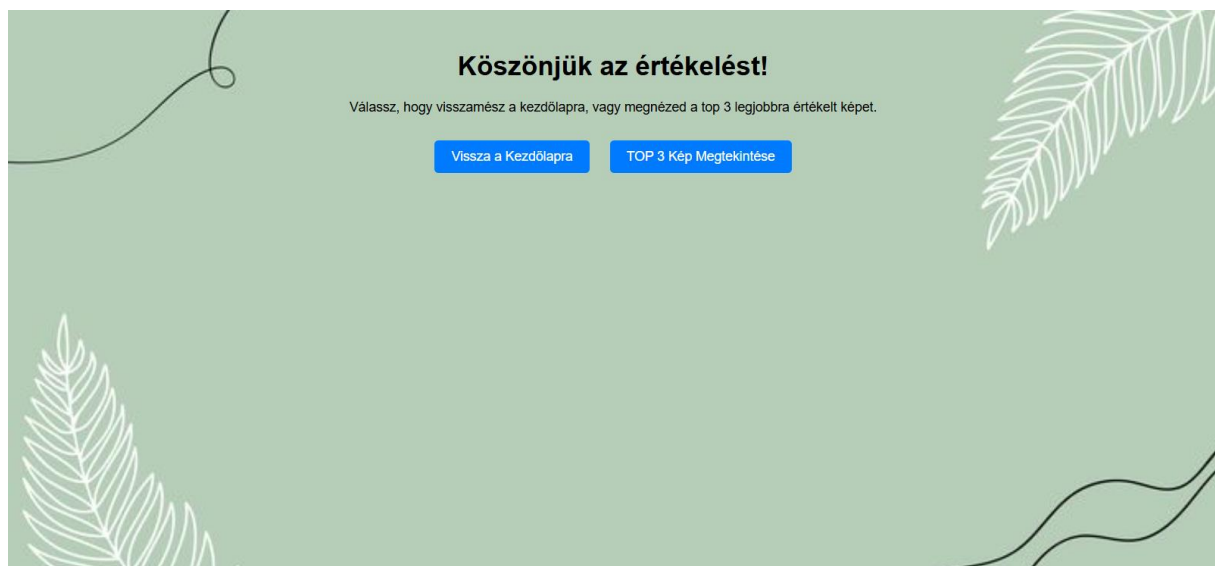 Köszönjük az értékelést!
Válassz, hogy visszamész a kezdőlapra, vagy megnézed a top 3 legjobbra értékelt képet.
Vissza a Kezdőlapra
TOP 3 Kép Megtekintése